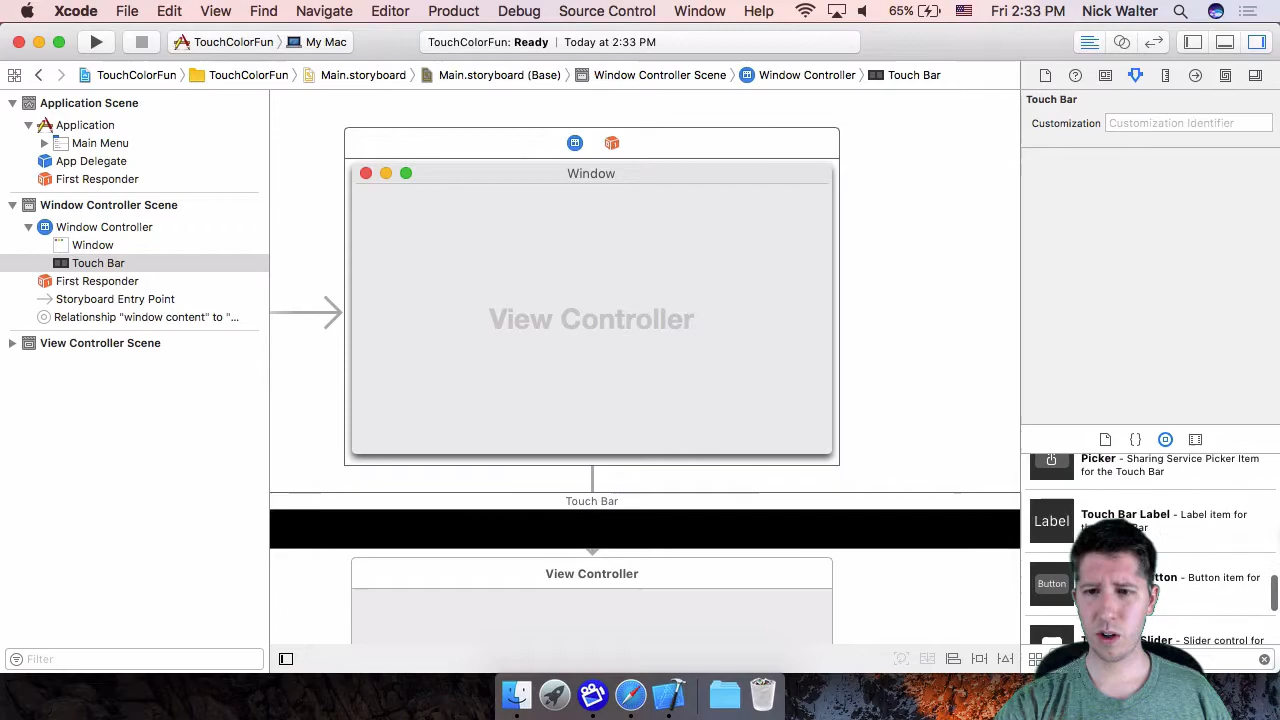 Xcode File Edit View Find Navigate Editor Product Debug Source Control Window Help 65% Fri 2:33 PM Nick Walter
TouchColorFun My Mac TouchColorFun: Ready Today at 2:33 PM
TouchColorFun TouchColorFun Main.storyboard Main.storyboard (Base) Window Controller Scene Window Controller Touch Bar
Application Scene
Application
Main Menu
App Delegate
First Responder
Window Controller Scene
Window Controller
Window
Touch Bar
First Responder
Storyboard Entry Point
Relationship "window content" to "...
View Controller Scene
Filter
Window
View Controller
Touch Bar
View Controller
Touch Bar
Customization Customization Identifier
Picker - Sharing Service Picker Item
for the Touch Bar
Label Touch Bar Label - Label item for
Button - Button item for
Slider - Slider control for